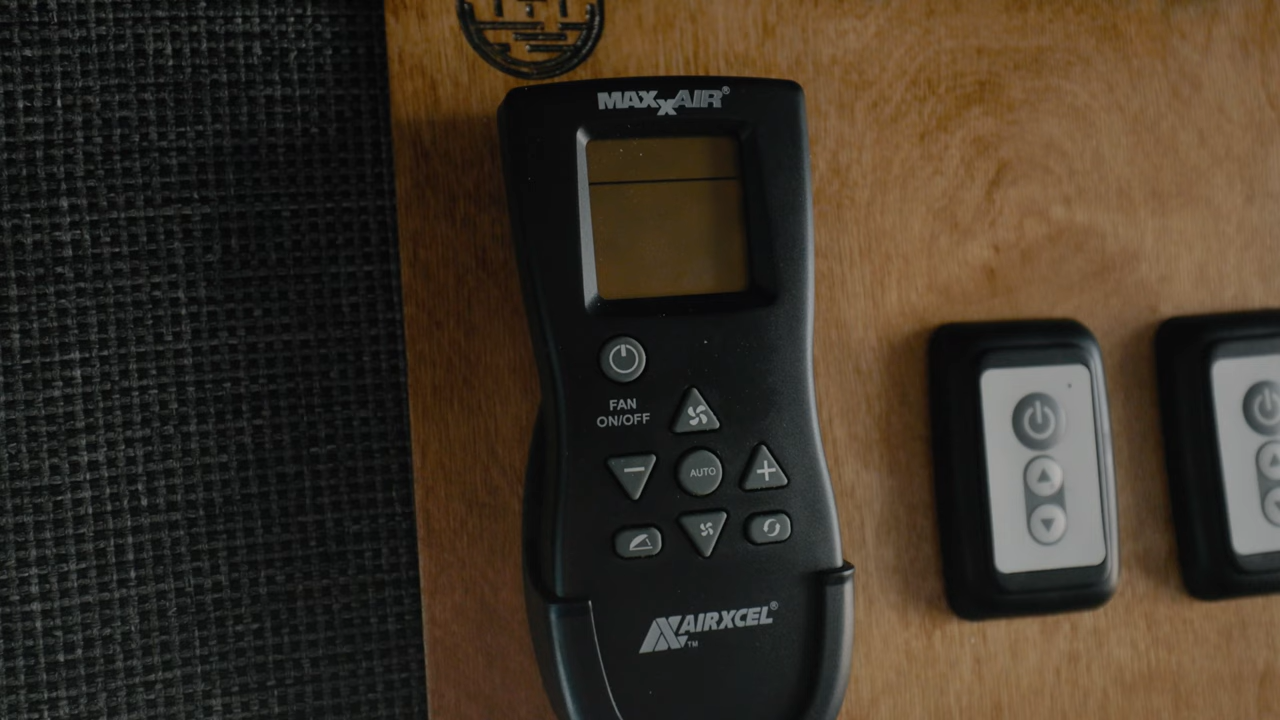 MAXXAIR®
FAN
ON/OFF
AUTO
AIRXCEL®
™